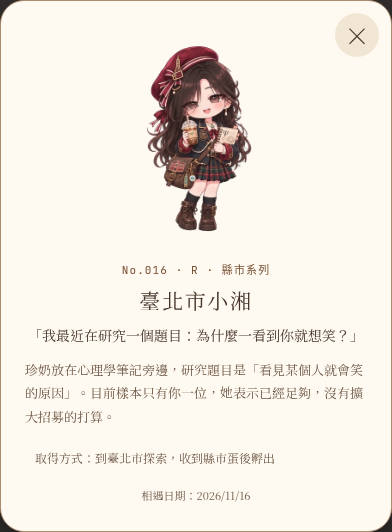 No.016 · R · 縣市系列
臺北市小湘
「我最近在研究一個題目：為什麼一看到你就想笑？」
珍奶放在心理學筆記旁邊，研究題目是「看見某個人就會笑
的原因」。目前樣本只有你一位，她表示已經足夠，沒有擴
大招募的打算。
取得方式：到臺北市探索，收到縣市蛋後孵出
相遇日期：2026/11/16